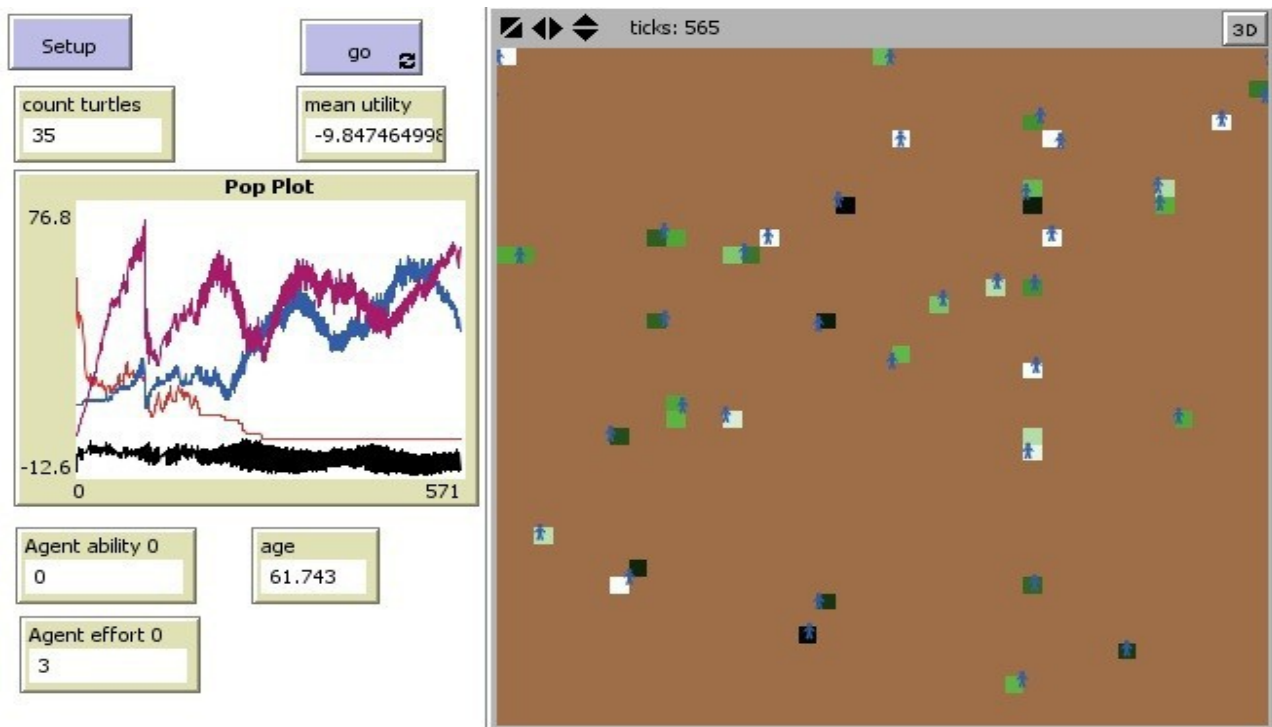 Setup
go
count turtles
35
mean utility
-9.847464998
Pop Plot
76.8
-12.6
0
571
Agent ability 0
0
age
61.743
Agent effort 0
3
ticks: 565
3D